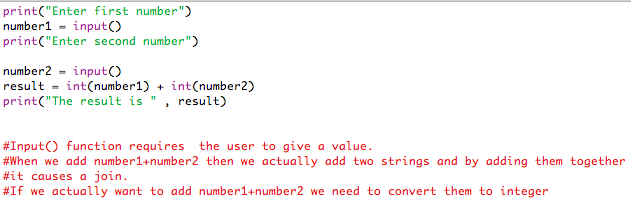 print("Enter first number")
number1 = input()
print("Enter second number")
number2 = input()
result = int(number1) + int(number2)
print("The result is " , result)
#Input() function requires  the user to give a value.
#When we add number1+number2 then we actually add two strings and by adding them together
#it causes a join.
#If we actually want to add number1+number2 we need to convert them to integer